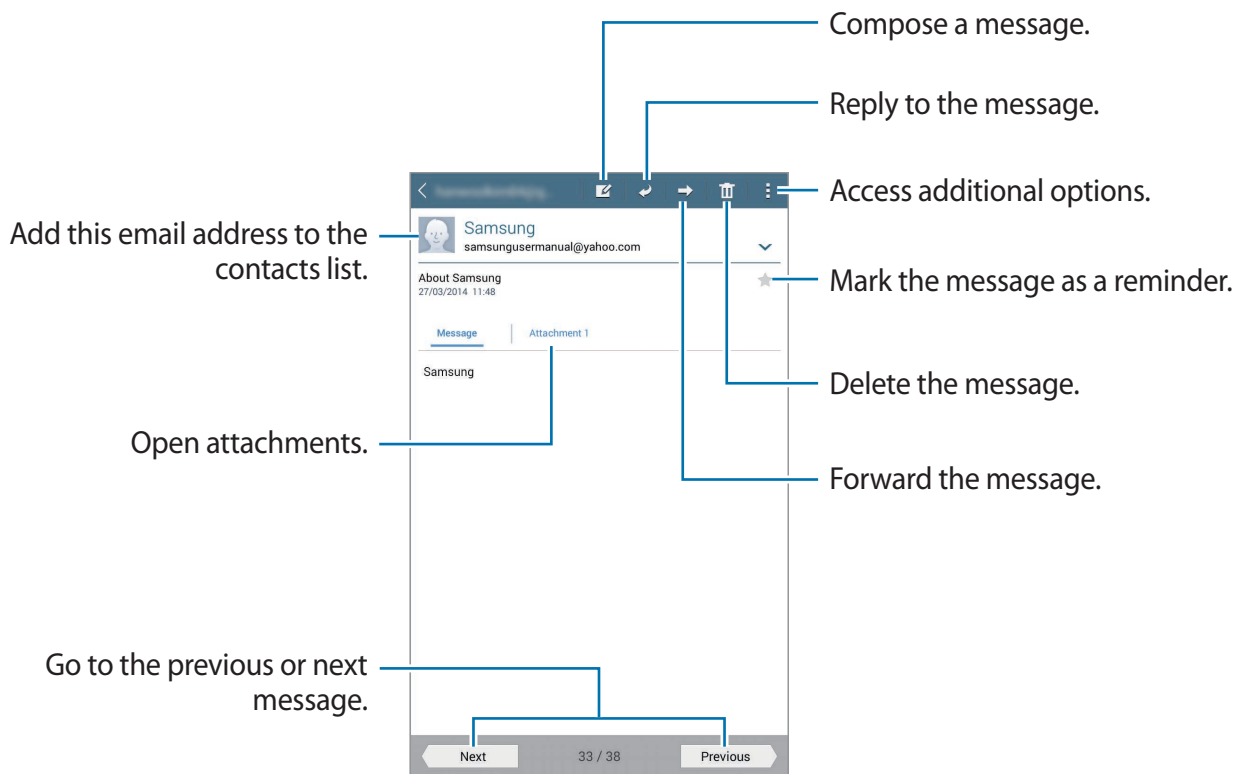 Compose a message.
Reply to the message.
Access additional options.
Add this email address to the
contacts list.
Samsung
samsungusermanual@yahoo.com
About Samsung
27/03/2014 11:48
Mark the message as a reminder.
Message
Attachment 1
Samsung
Delete the message.
Open attachments.
Forward the message.
Go to the previous or next
message.
Next
33 / 38
Previous